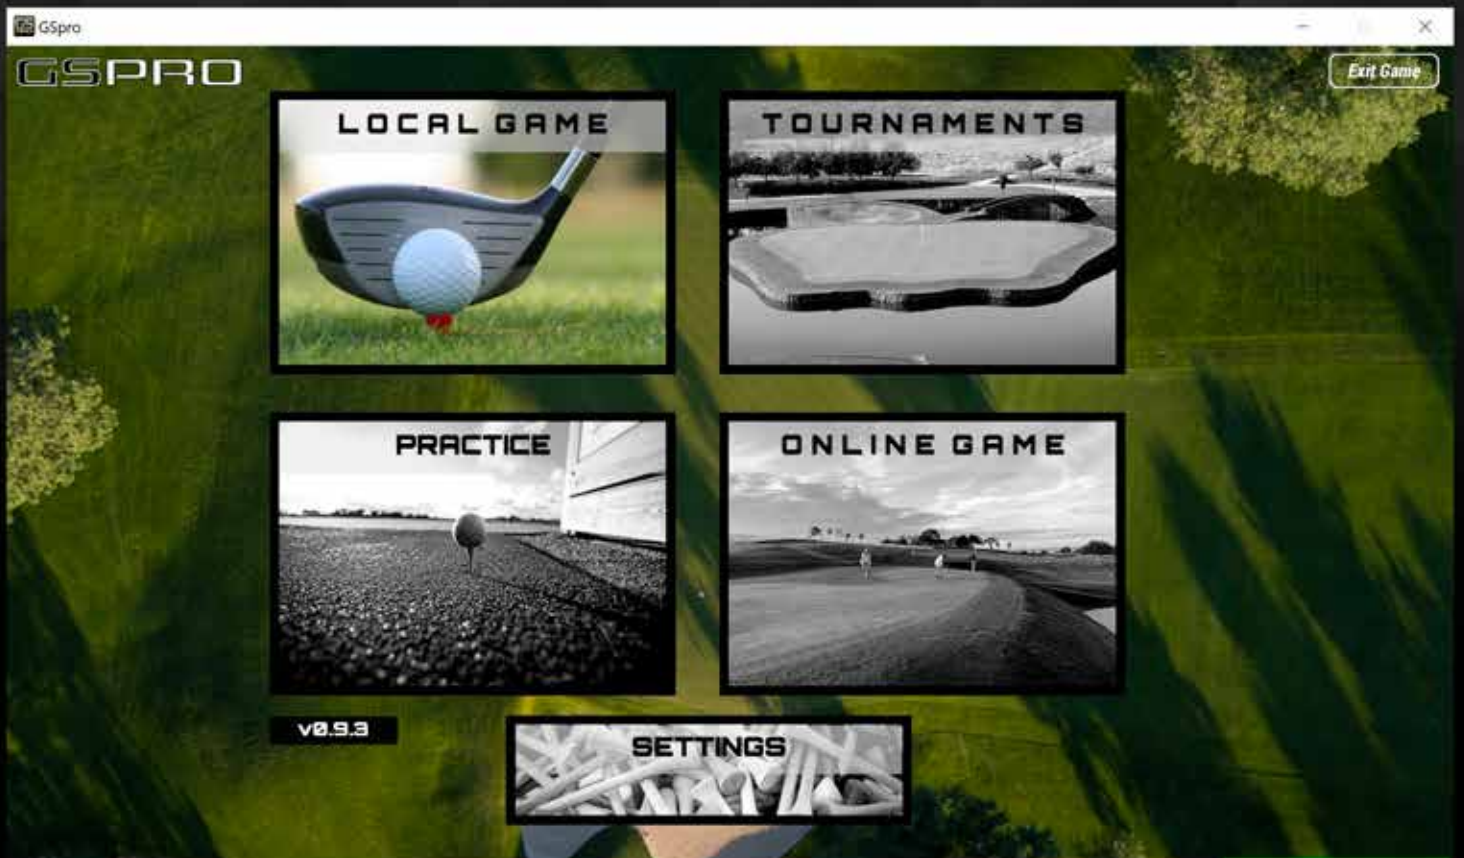 GSpro
GSPRO
Exit Game
LOCAL GAME
TOURNAMENTS
PRACTICE
ONLINE GAME
v0.9.3
SETTINGS